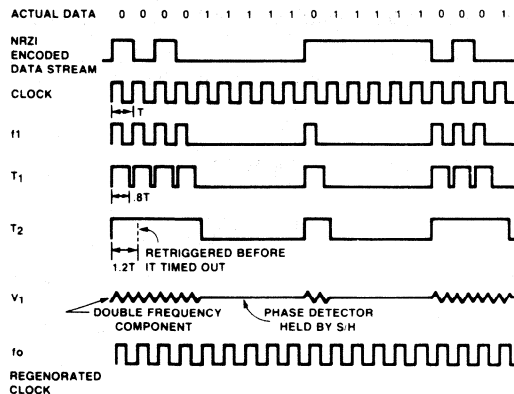 ACTUAL DATA 0 0 0 0 1 1 1 1 1 0 1 1 1 1 1 0 0 0 1
NRZI
ENCODED
DATA STREAM
CLOCK
T
f1
T1
.8T
T2
1.2T
RETRIGGERED BEFORE
IT TIMED OUT
V1
DOUBLE FREQUENCY
COMPONENT
PHASE DETECTOR
HELD BY S/H
fo
REGENORATED
CLOCK